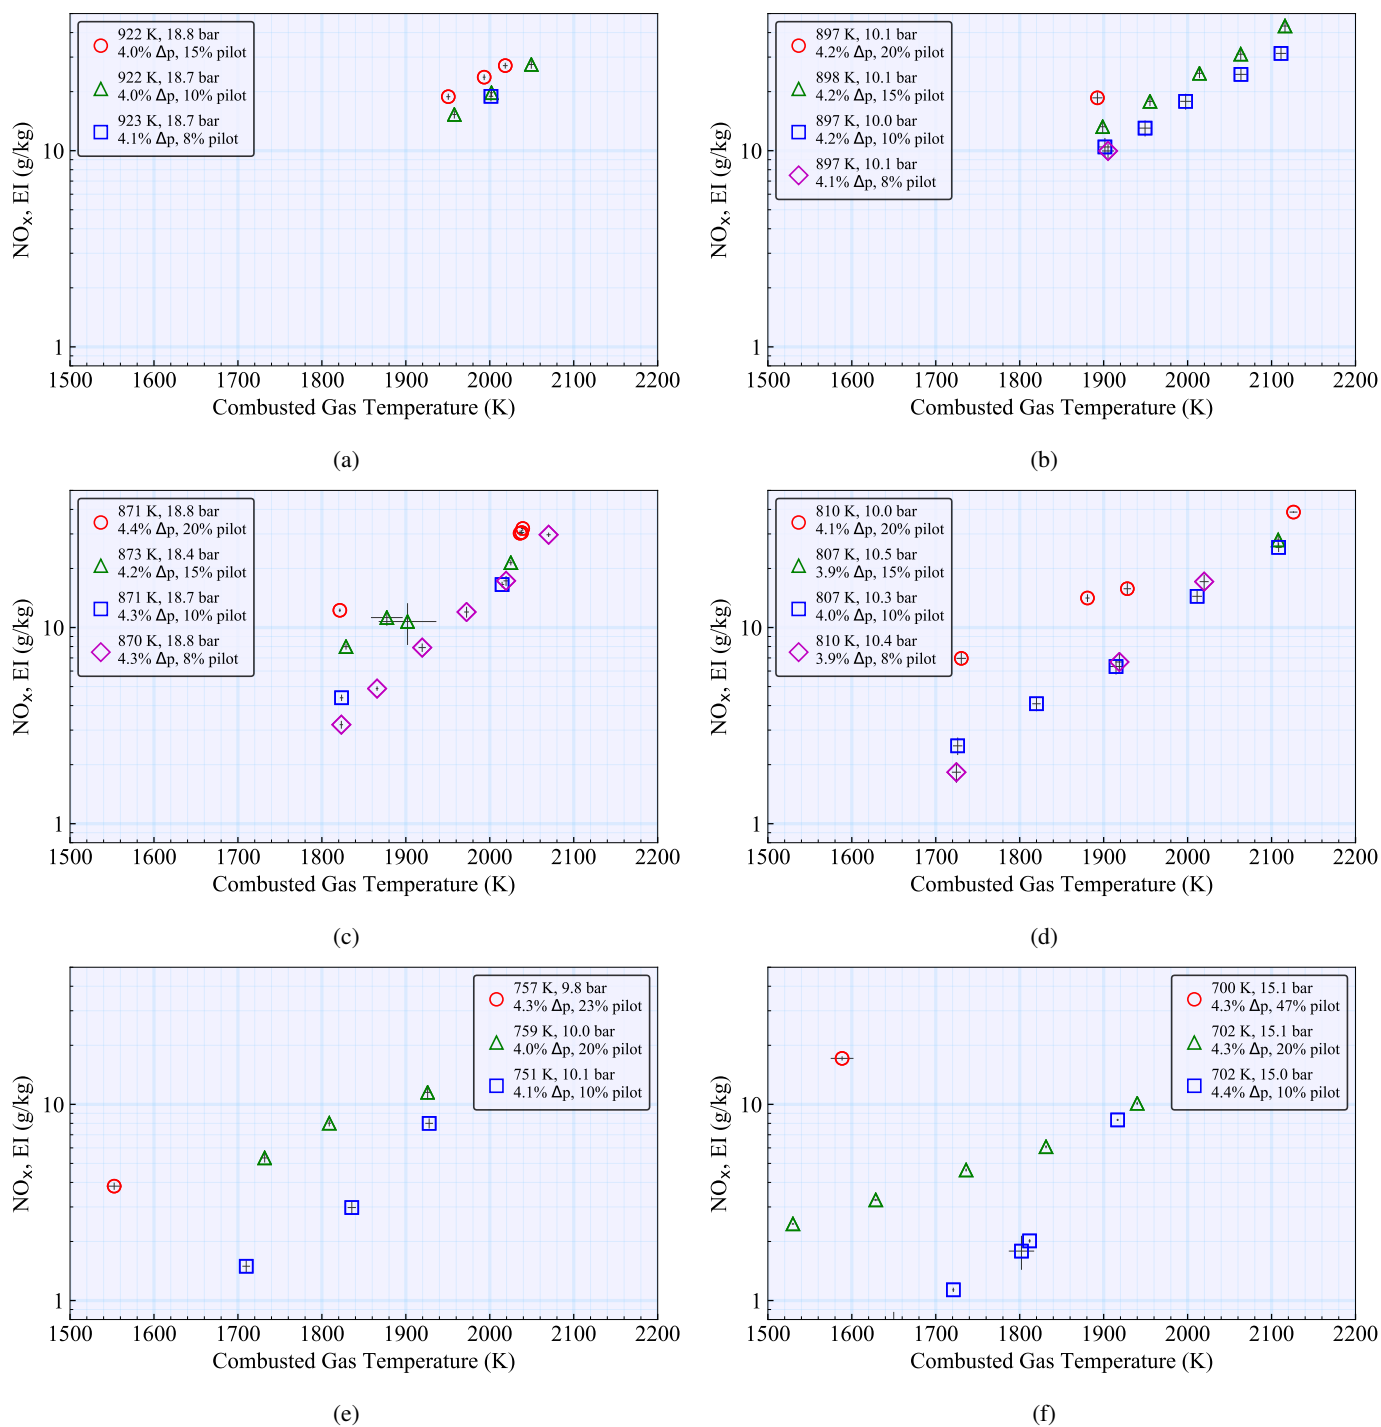 922 K, 18.8 bar
4.0% Δp, 15% pilot
922 K, 18.7 bar
4.0% Δp, 10% pilot
923 K, 18.7 bar
4.1% Δp, 8% pilot
10
1
NOx, EI (g/kg)
1500 1600 1700 1800 1900 2000 2100 2200
Combusted Gas Temperature (K)
(a)
897 K, 10.1 bar
4.2% Δp, 20% pilot
898 K, 10.1 bar
4.2% Δp, 15% pilot
897 K, 10.0 bar
4.2% Δp, 10% pilot
897 K, 10.1 bar
4.1% Δp, 8% pilot
10
1
NOx, EI (g/kg)
1500 1600 1700 1800 1900 2000 2100 2200
Combusted Gas Temperature (K)
(b)
871 K, 18.8 bar
4.4% Δp, 20% pilot
873 K, 18.4 bar
4.2% Δp, 15% pilot
871 K, 18.7 bar
4.3% Δp, 10% pilot
870 K, 18.8 bar
4.3% Δp, 8% pilot
10
1
NOx, EI (g/kg)
1500 1600 1700 1800 1900 2000 2100 2200
Combusted Gas Temperature (K)
(c)
810 K, 10.0 bar
4.1% Δp, 20% pilot
807 K, 10.5 bar
3.9% Δp, 15% pilot
807 K, 10.3 bar
4.0% Δp, 10% pilot
810 K, 10.4 bar
3.9% Δp, 8% pilot
10
1
NOx, EI (g/kg)
1500 1600 1700 1800 1900 2000 2100 2200
Combusted Gas Temperature (K)
(d)
757 K, 9.8 bar
4.3% Δp, 23% pilot
759 K, 10.0 bar
4.0% Δp, 20% pilot
751 K, 10.1 bar
4.1% Δp, 10% pilot
10
1
NOx, EI (g/kg)
1500 1600 1700 1800 1900 2000 2100 2200
Combusted Gas Temperature (K)
(e)
700 K, 15.1 bar
4.3% Δp, 47% pilot
702 K, 15.1 bar
4.3% Δp, 20% pilot
702 K, 15.0 bar
4.4% Δp, 10% pilot
10
1
NOx, EI (g/kg)
1500 1600 1700 1800 1900 2000 2100 2200
Combusted Gas Temperature (K)
(f)